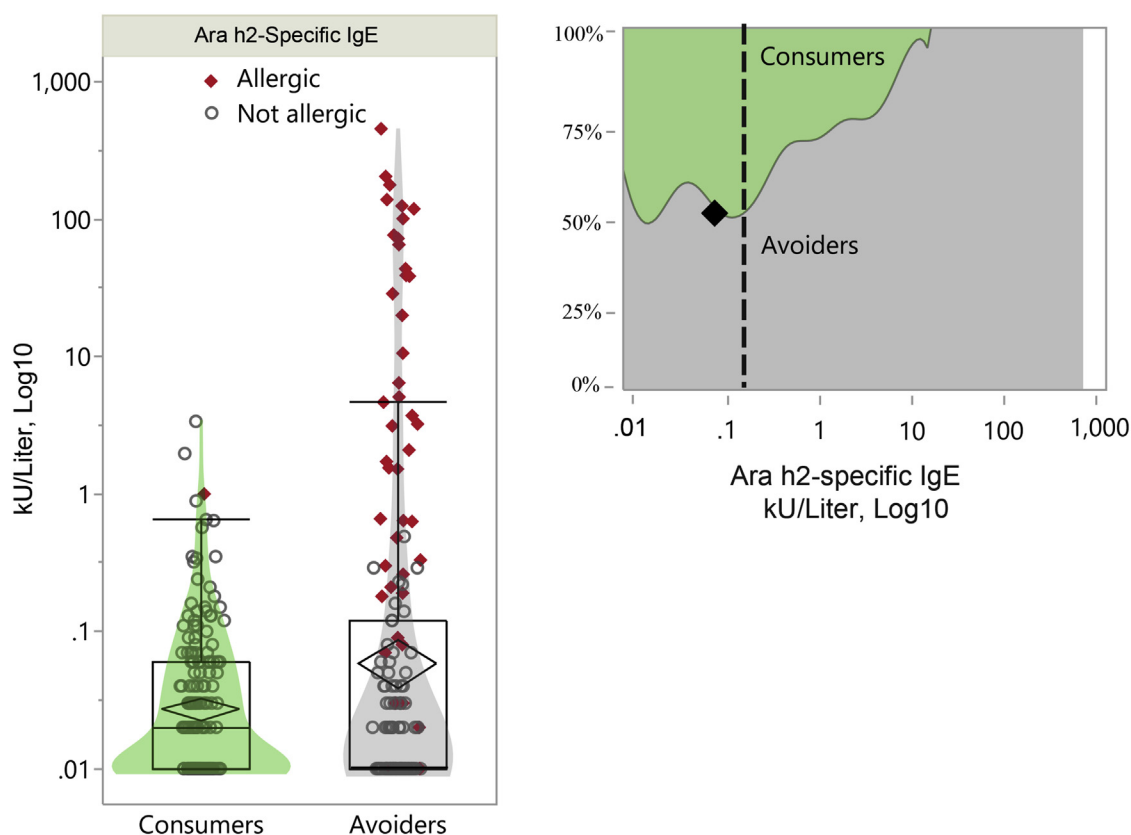 Ara h2-Specific IgE
Allergic
Not allergic
1,000
100
10
1
.1
.01
kU/Liter, Log10
Consumers
Avoiders
100%
75%
50%
25%
0%
Consumers
Avoiders
.01
.1
1
10
100
1,000
Ara h2-specific IgE
kU/Liter, Log10